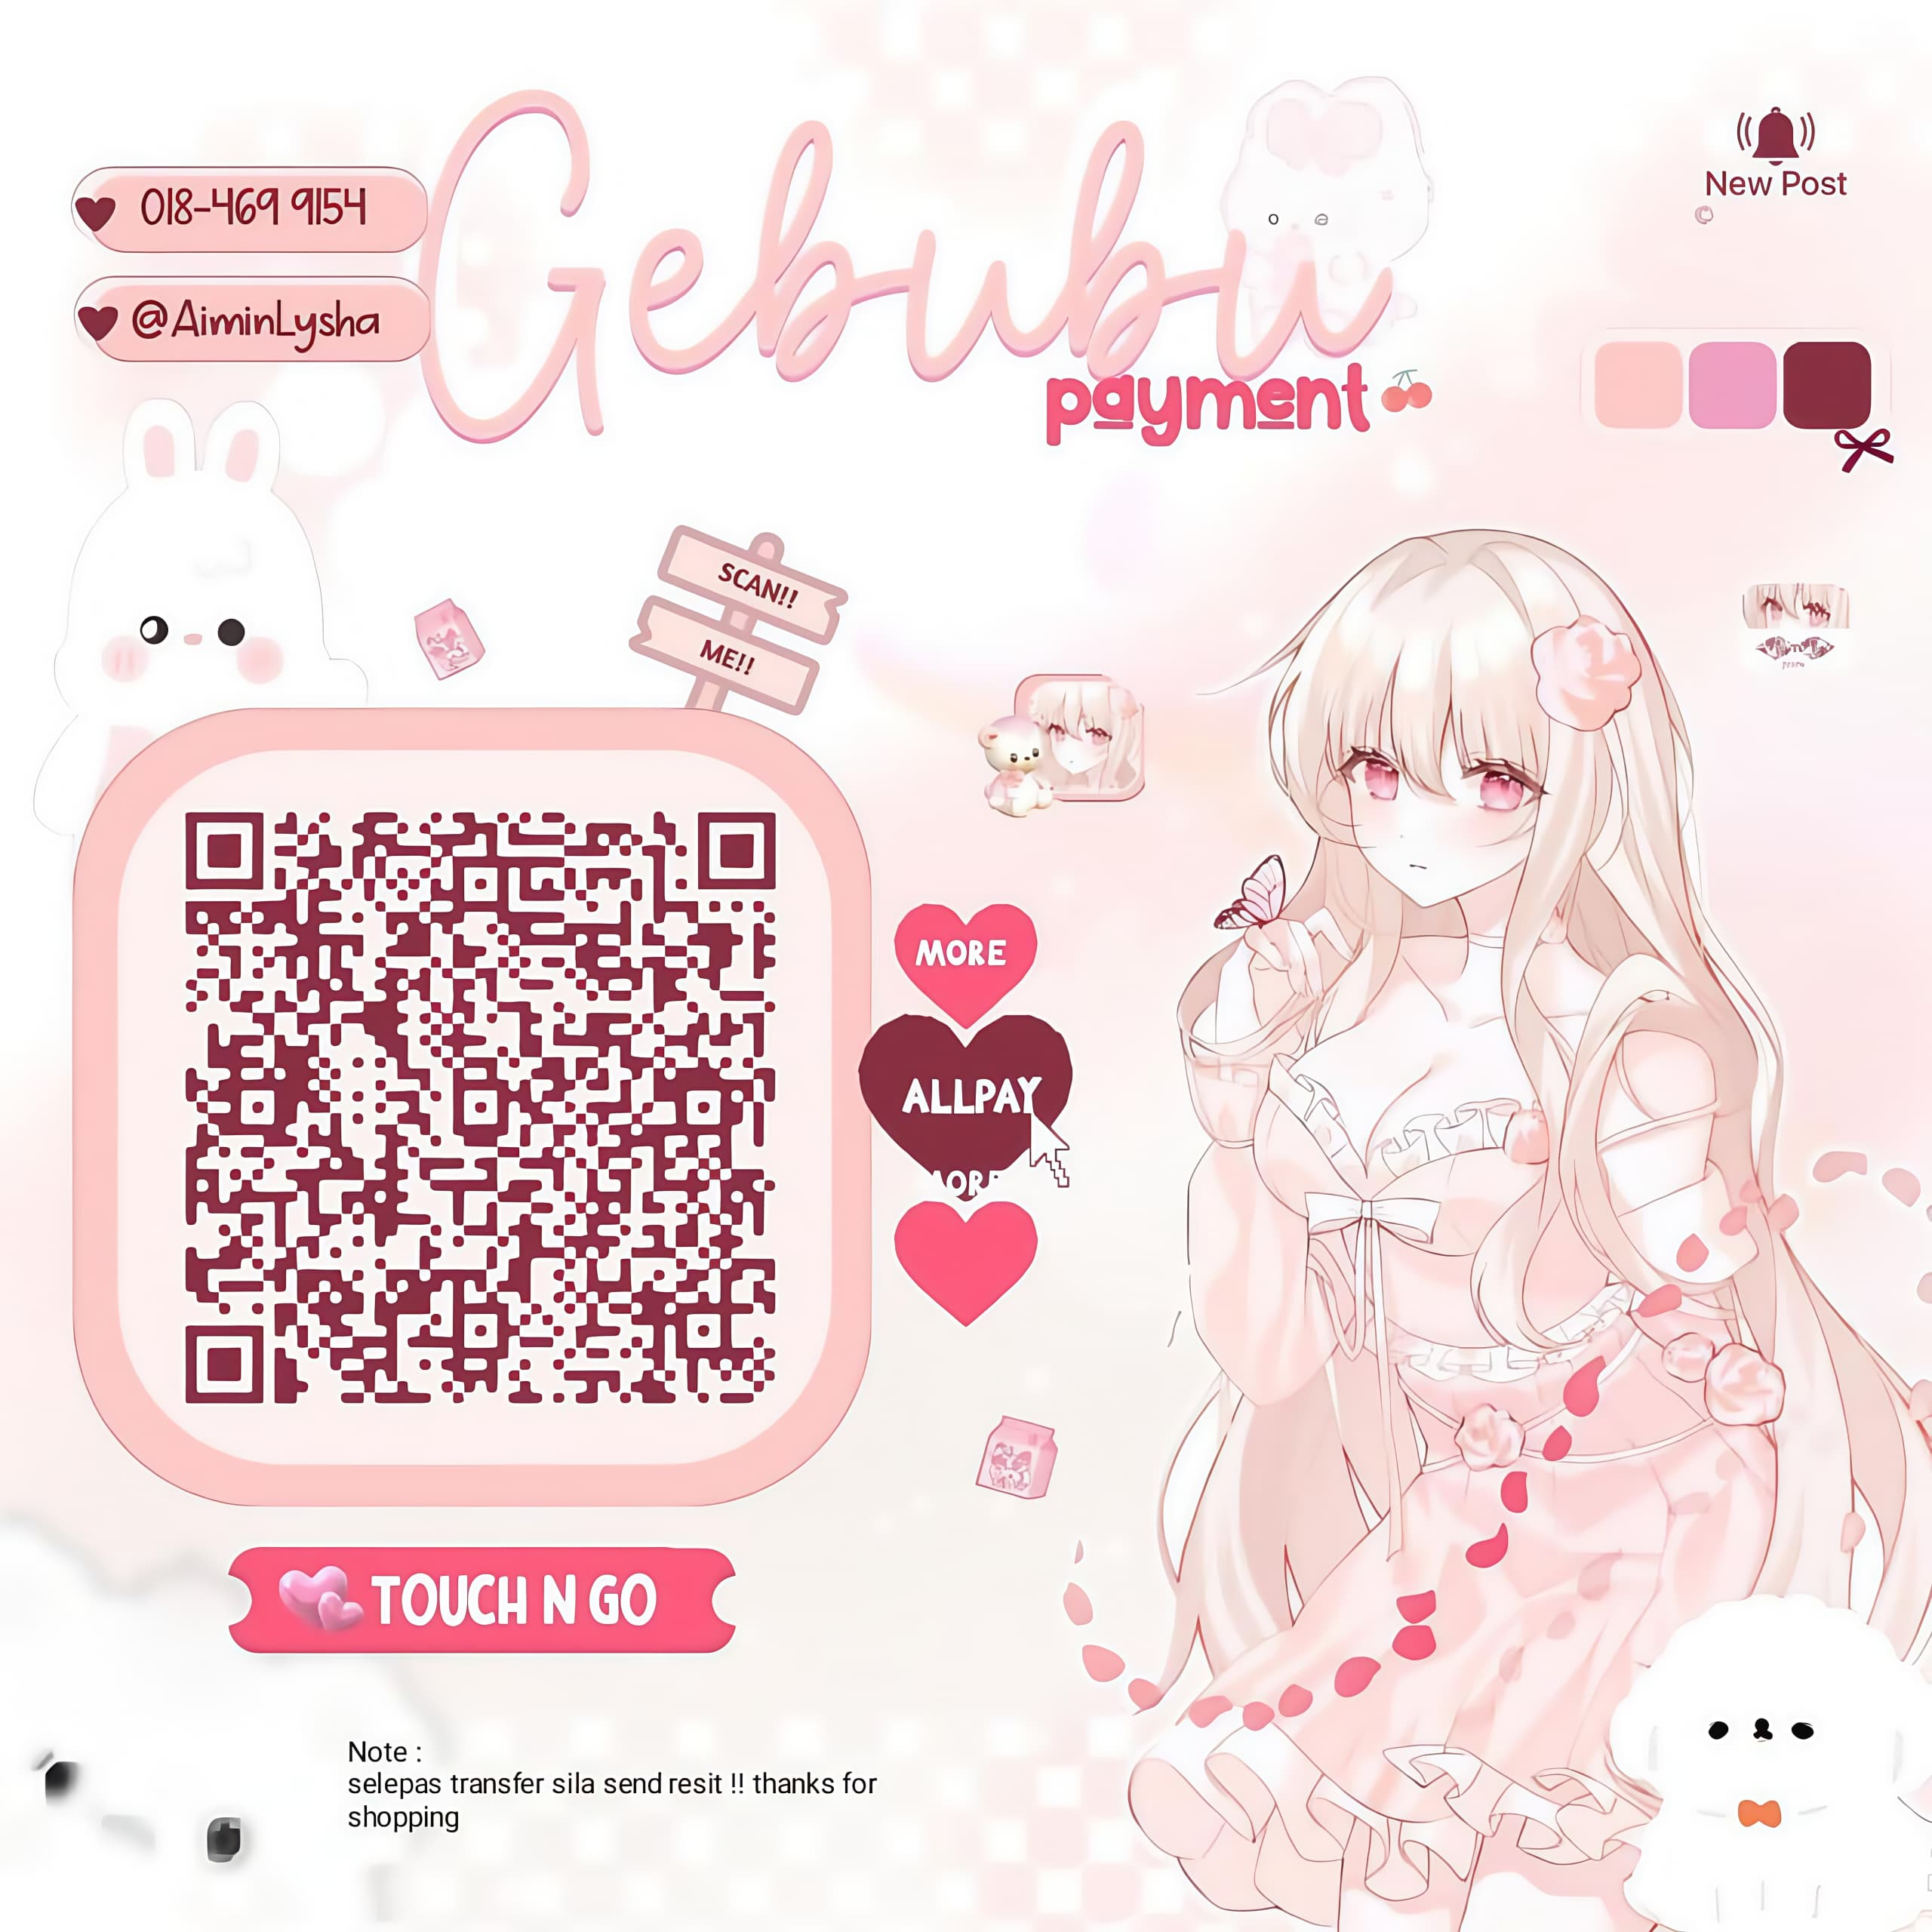 018-469 9154
@AiminLysha
Gebubu
payment
New Post
SCAN!!
ME!!
MORE
ALLPAY
MORE
TOUCH N GO
Note :
selepas transfer sila send resit !! thanks for
shopping